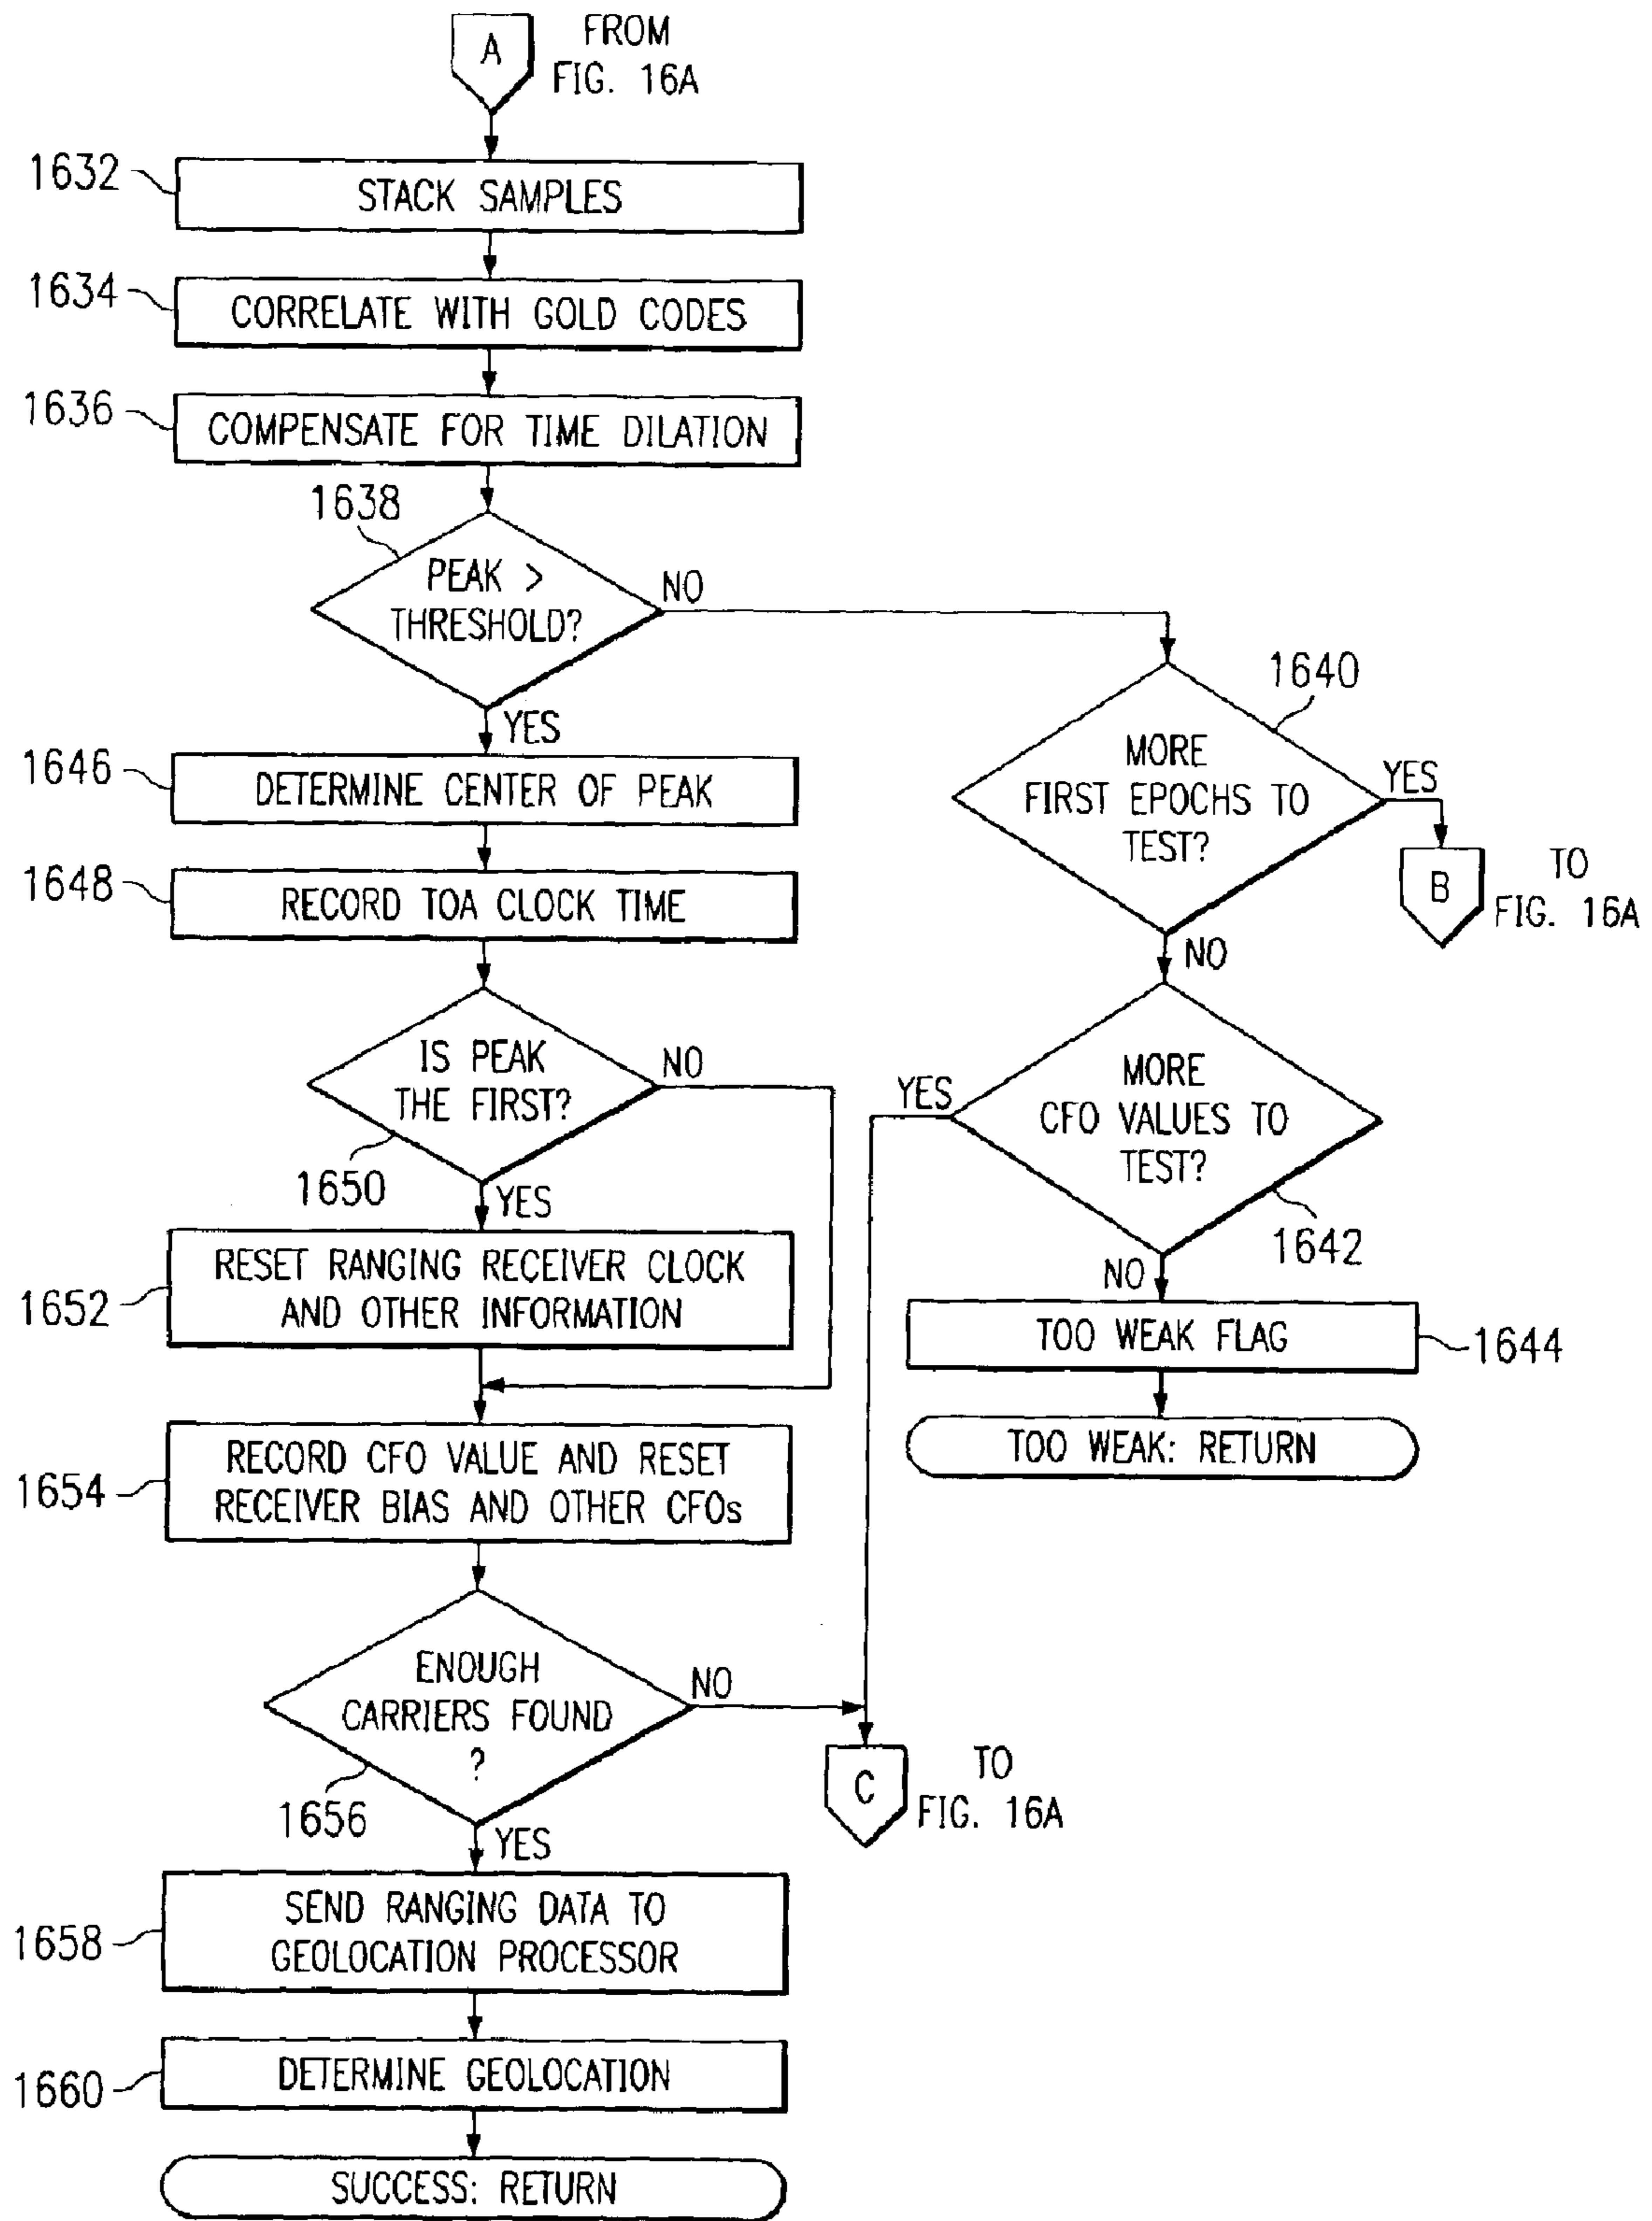 A
FROM
FIG. 16A
1632
STACK SAMPLES
1634
CORRELATE WITH GOLD CODES
1636
COMPENSATE FOR TIME DILATION
1638
PEAK >
THRESHOLD?
NO
YES
1640
MORE
FIRST EPOCHS TO
TEST?
YES
B
TO
FIG. 16A
NO
1646
DETERMINE CENTER OF PEAK
1648
RECORD TOA CLOCK TIME
IS PEAK
THE FIRST?
NO
1650
YES
MORE
CFO VALUES TO
TEST?
YES
1642
NO
1652
RESET RANGING RECEIVER CLOCK
AND OTHER INFORMATION
TOO WEAK FLAG
1644
TOO WEAK: RETURN
1654
RECORD CFO VALUE AND RESET
RECEIVER BIAS AND OTHER CFOs
ENOUGH
CARRIERS FOUND
?
NO
1656
YES
C
TO
FIG. 16A
1658
SEND RANGING DATA TO
GEOLOCATION PROCESSOR
1660
DETERMINE GEOLOCATION
SUCCESS: RETURN